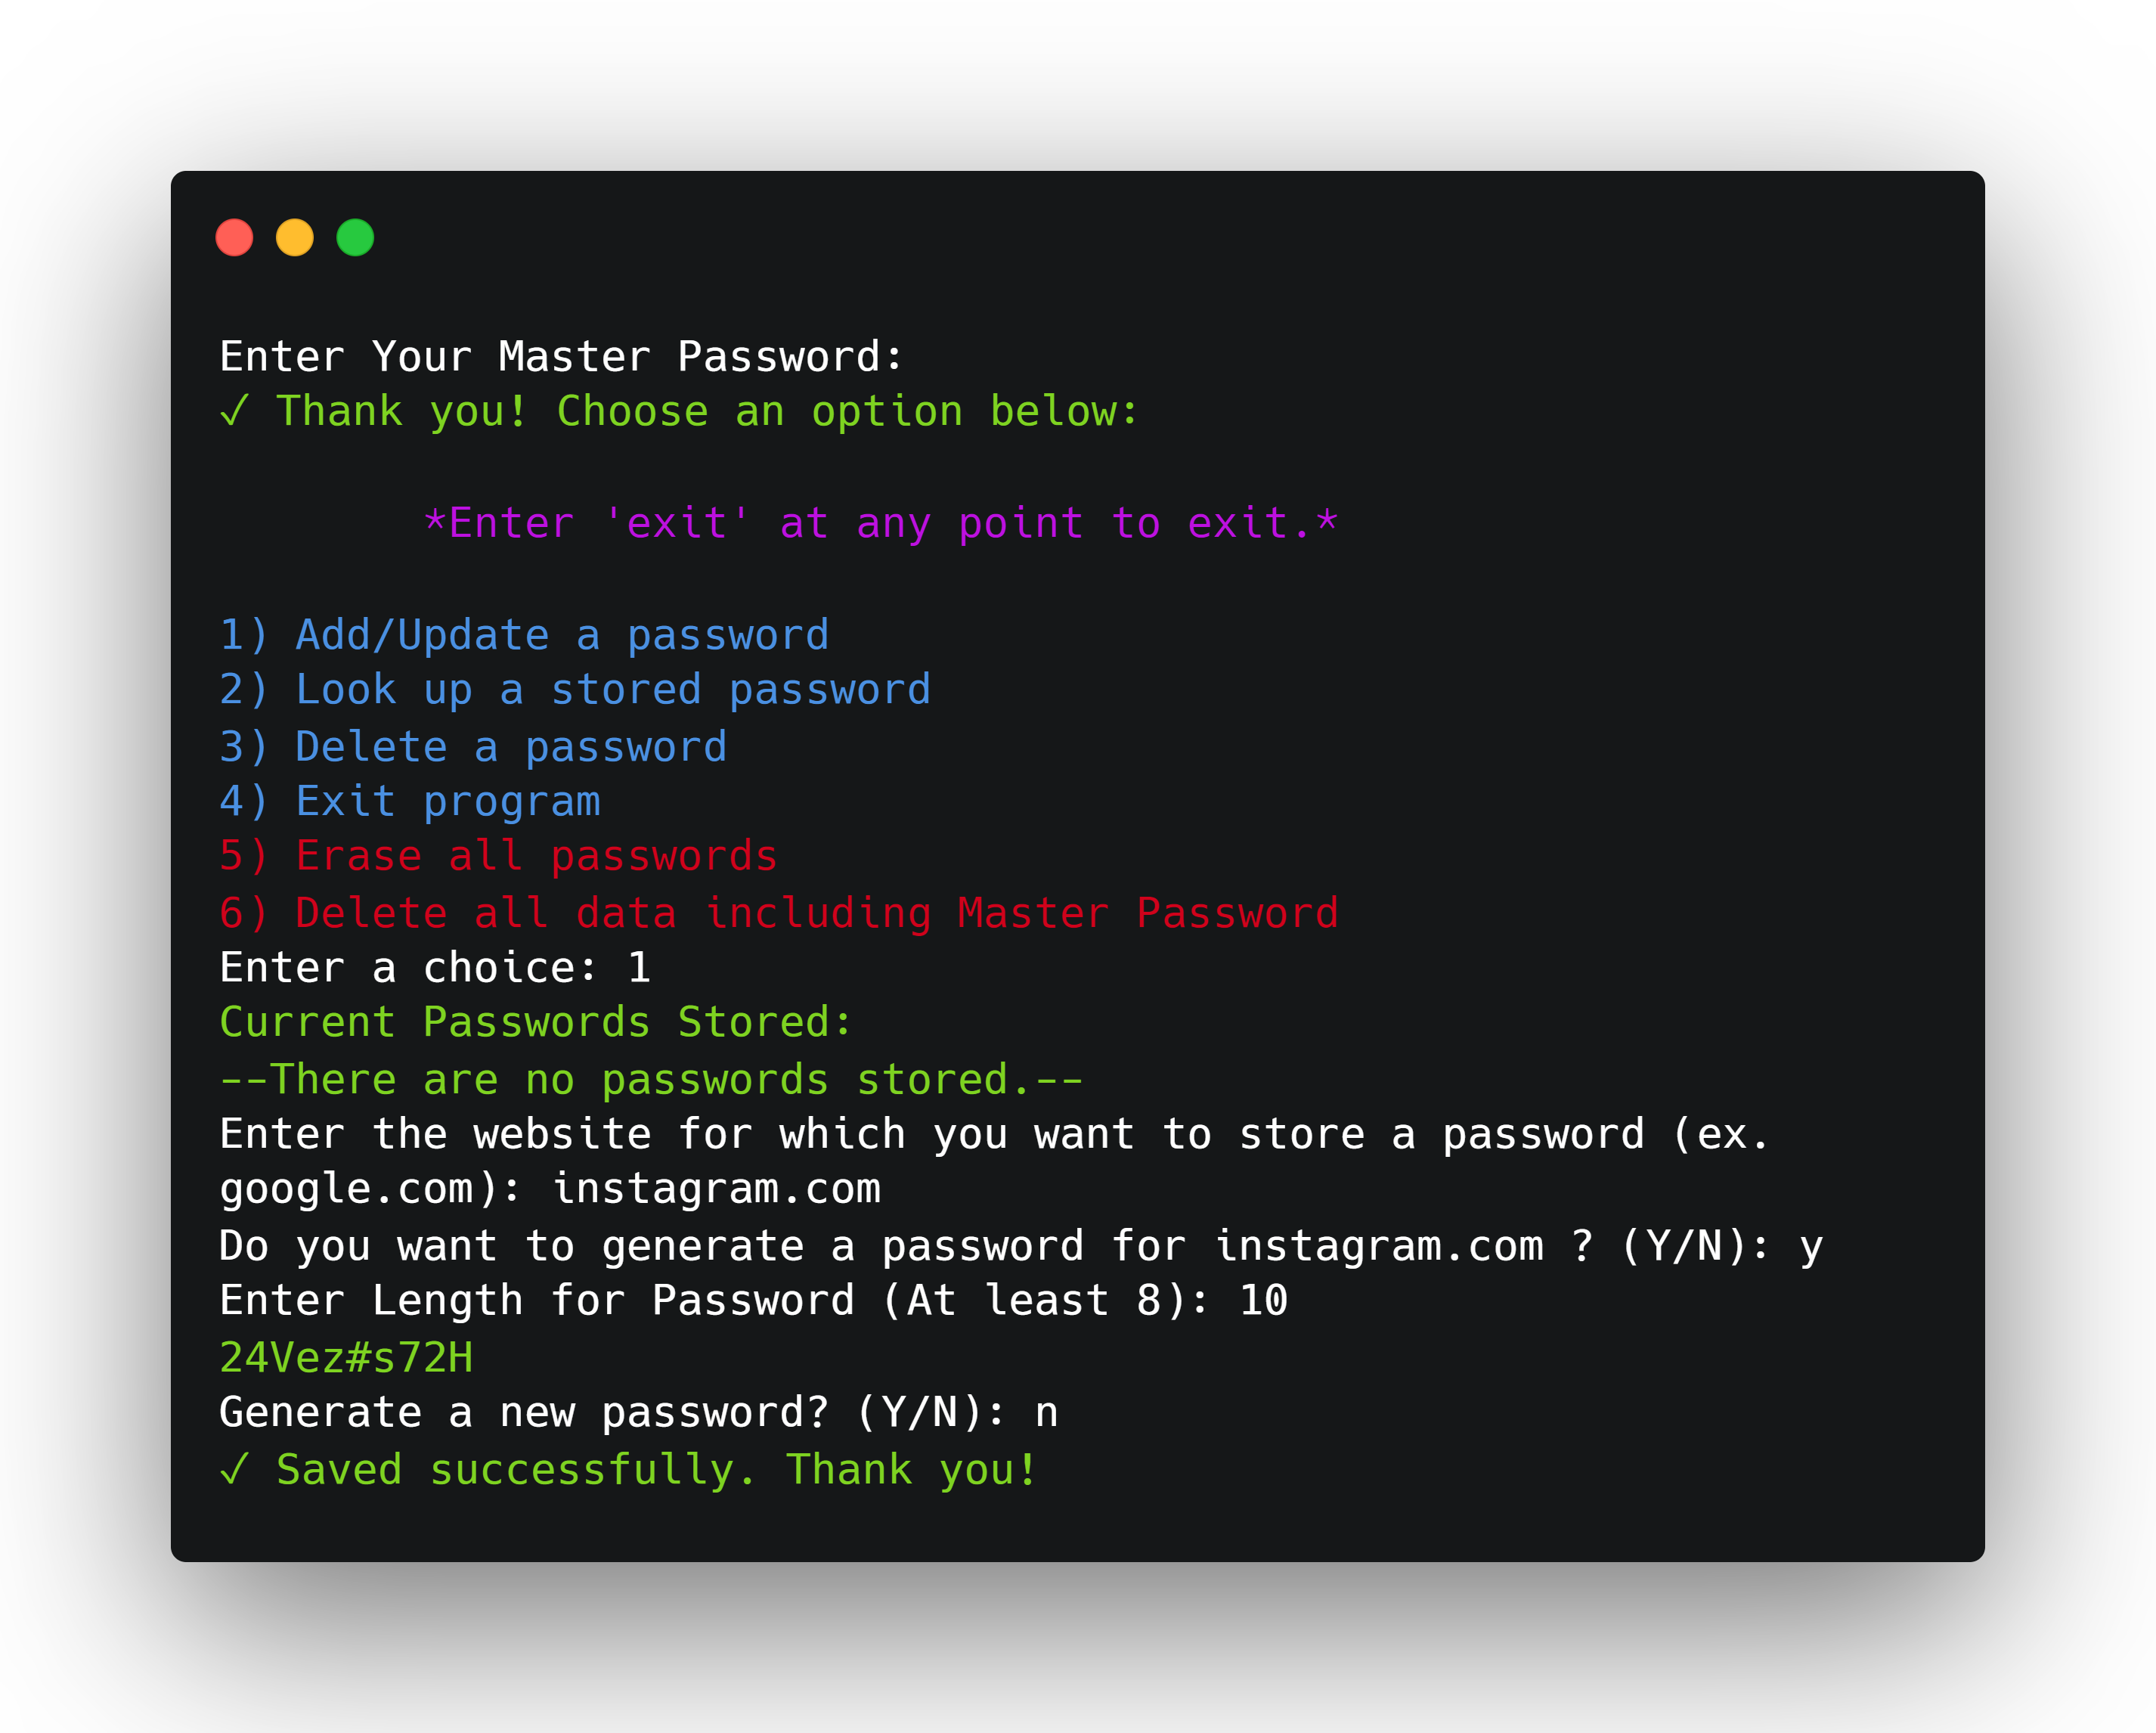 Enter Your Master Password:
✓ Thank you! Choose an option below:
*Enter 'exit' at any point to exit.*
1) Add/Update a password
2) Look up a stored password
3) Delete a password
4) Exit program
5) Erase all passwords
6) Delete all data including Master Password
Enter a choice: 1
Current Passwords Stored:
--There are no passwords stored.--
Enter the website for which you want to store a password (ex.
google.com): instagram.com
Do you want to generate a password for instagram.com ? (Y/N): y
Enter Length for Password (At least 8): 10
24Vez#s72H
Generate a new password? (Y/N): n
✓ Saved successfully. Thank you!